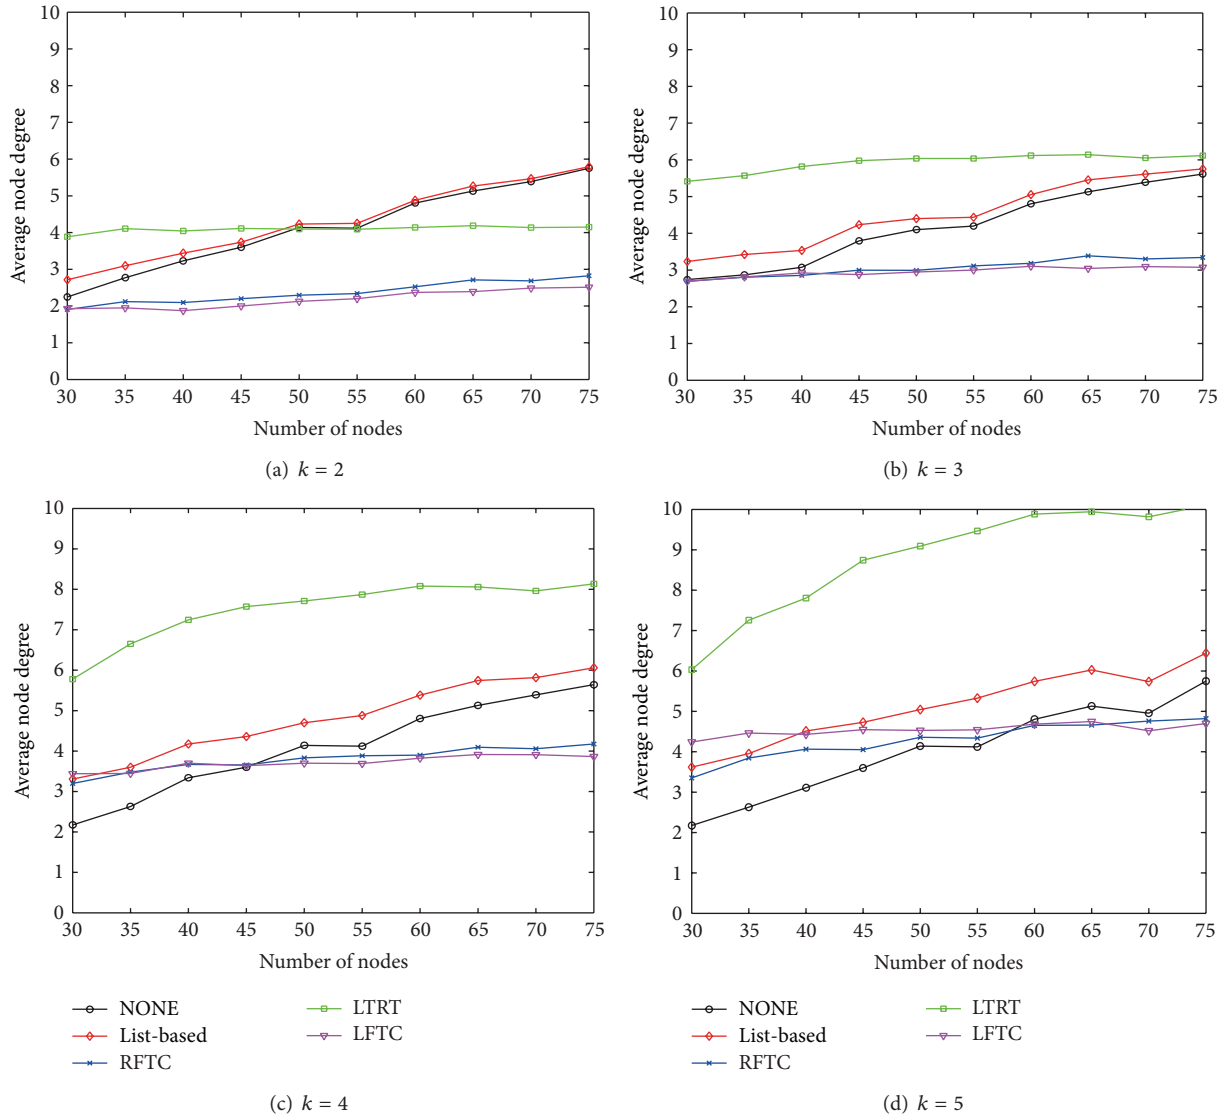 10
9
8
7
6
5
4
3
2
1
0
Average node degree
30 35 40 45 50 55 60 65 70 75
Number of nodes
(a) k = 2
10
9
8
7
6
5
4
3
2
1
0
Average node degree
30 35 40 45 50 55 60 65 70 75
Number of nodes
(b) k = 3
10
9
8
7
6
5
4
3
2
1
0
Average node degree
30 35 40 45 50 55 60 65 70 75
Number of nodes
NONE
List-based
RFTC
LTRT
LFTC
(c) k = 4
10
9
8
7
6
5
4
3
2
1
0
Average node degree
30 35 40 45 50 55 60 65 70 75
Number of nodes
NONE
List-based
RFTC
LTRT
LFTC
(d) k = 5